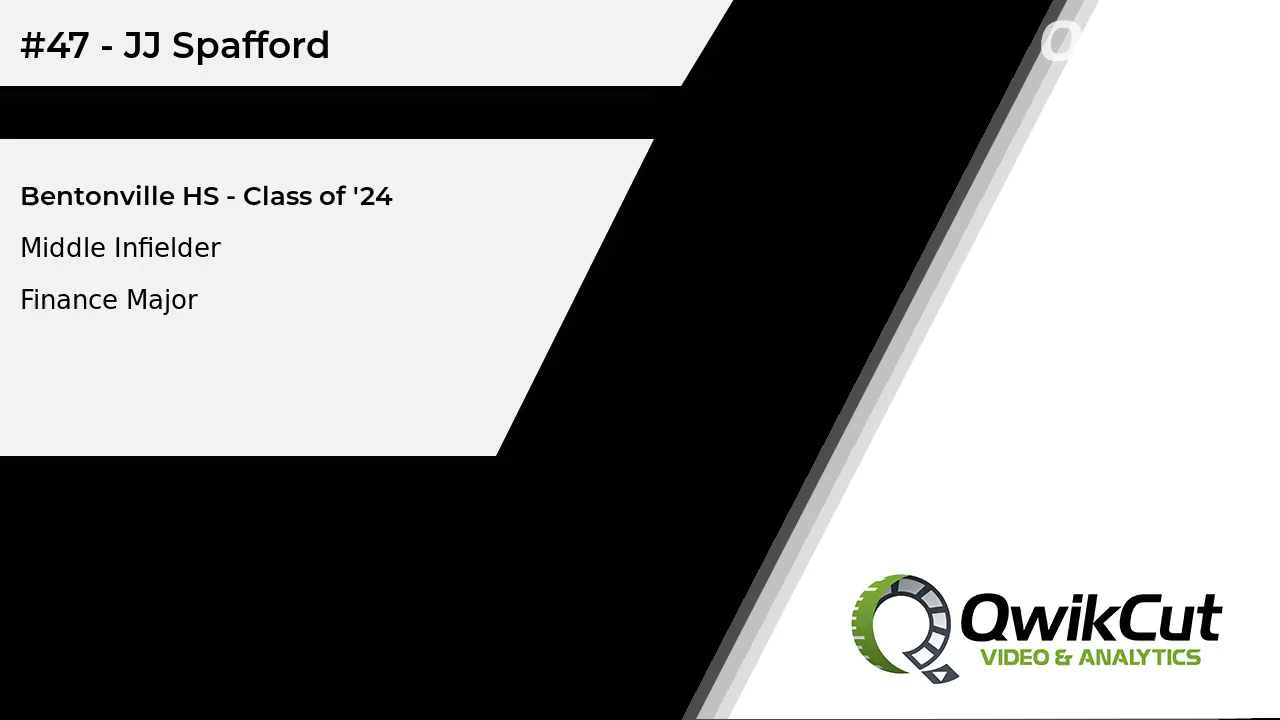 #47 - JJ Spafford
Bentonville HS - Class of '24
Middle Infielder
Finance Major
QwikCut
VIDEO & ANALYTICS